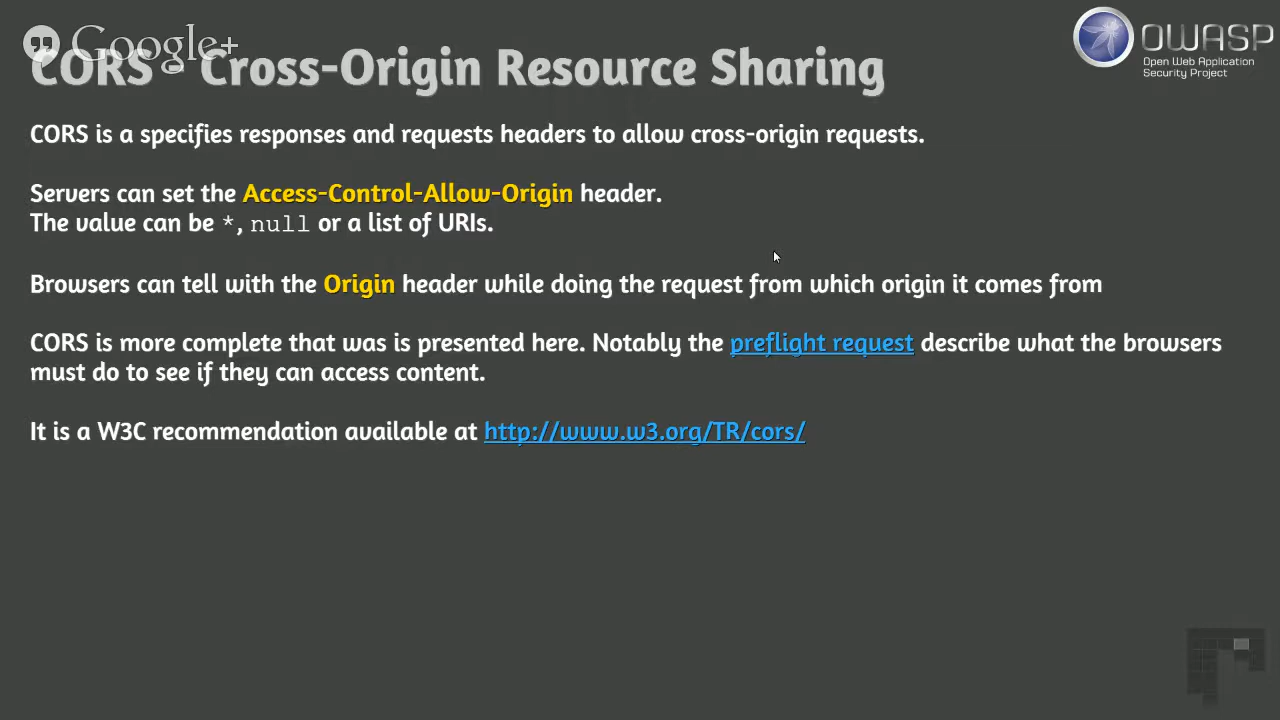 Google+
CORS - Cross-Origin Resource Sharing
OWASP
Open Web Application
Security Project
CORS is a specifies responses and requests headers to allow cross-origin requests.
Servers can set the Access-Control-Allow-Origin header.
The value can be *, null or a list of URIs.
Browsers can tell with the Origin header while doing the request from which origin it comes from
CORS is more complete that was is presented here. Notably the preflight request describe what the browsers
must do to see if they can access content.
It is a W3C recommendation available at http://www.w3.org/TR/cors/